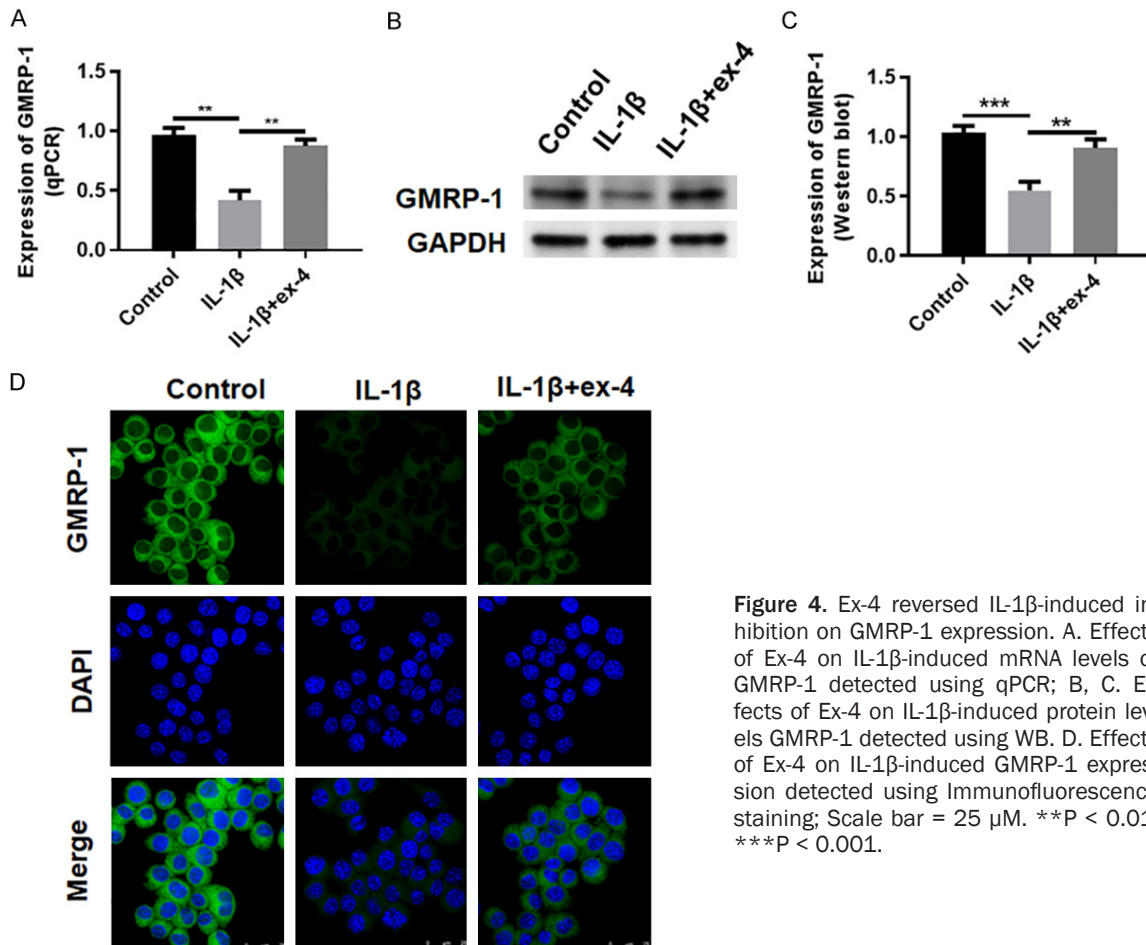 A
Expression of GMRP-1
(qPCR)
1.5
1.0
0.5
0.0
**
**
Control
IL-1β
IL-1β+ex-4
B
Control
IL-1β
IL-1β+ex-4
GMRP-1
GAPDH
C
Expression of GMRP-1
(Western blot)
1.5
1.0
0.5
0.0
***
**
Control
IL-1β
IL-1β+ex-4
D
Control IL-1β IL-1β+ex-4
GMRP-1
DAPI
Merge
Figure 4. Ex-4 reversed IL-1β-induced in-
hibition on GMRP-1 expression. A. Effect
of Ex-4 on IL-1β-induced mRNA levels
GMRP-1 detected using qPCR; B, C.
fects of Ex-4 on IL-1β-induced protein lev-
els GMRP-1 detected using WB. D. Effect
of Ex-4 on IL-1β-induced GMRP-1 expres
sion detected using Immunofluorescenc
staining; Scale bar = 25 μM. **P < 0.01
***P < 0.001.